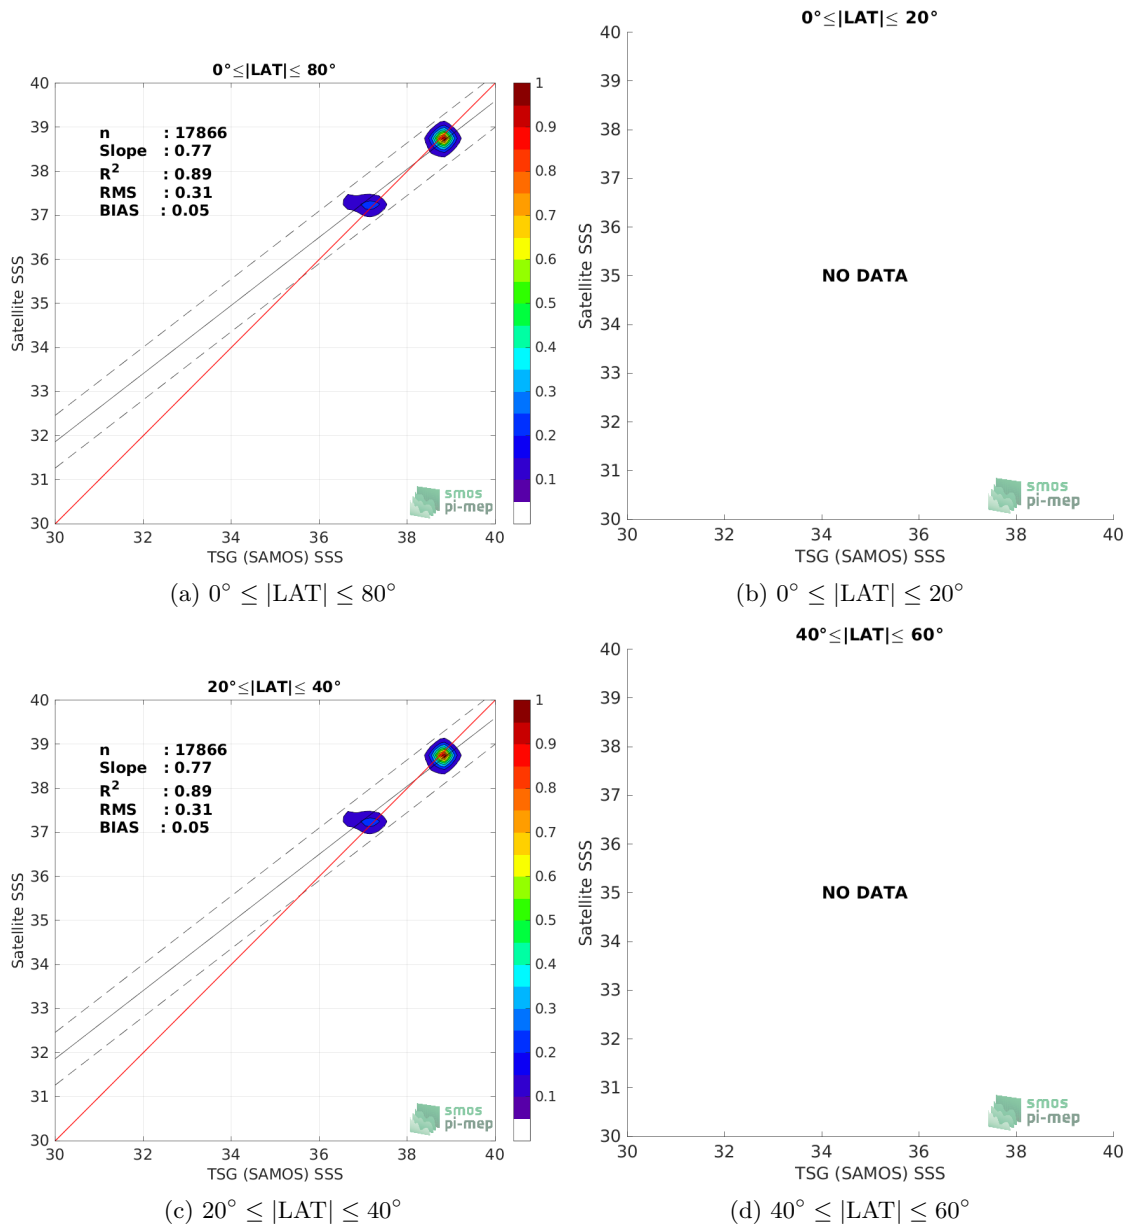 0°≤|LAT|≤ 80°
40
39
38
37
36
35
34
33
32
31
30
Satellite SSS
n : 17866
Slope : 0.77
R² : 0.89
RMS : 0.31
BIAS : 0.05
smos
pi-mep
30 32 34 36 38 40
TSG (SAMOS) SSS
1
0.9
0.8
0.7
0.6
0.5
0.4
0.3
0.2
0.1
(a) 0° ≤ |LAT| ≤ 80°
0°≤|LAT|≤ 20°
40
39
38
37
36
35
34
33
32
31
30
Satellite SSS
NO DATA
smos
pi-mep
30 32 34 36 38 40
TSG (SAMOS) SSS
(b) 0° ≤ |LAT| ≤ 20°
20°≤|LAT|≤ 40°
40
39
38
37
36
35
34
33
32
31
30
Satellite SSS
n : 17866
Slope : 0.77
R² : 0.89
RMS : 0.31
BIAS : 0.05
smos
pi-mep
30 32 34 36 38 40
TSG (SAMOS) SSS
1
0.9
0.8
0.7
0.6
0.5
0.4
0.3
0.2
0.1
(c) 20° ≤ |LAT| ≤ 40°
40°≤|LAT|≤ 60°
40
39
38
37
36
35
34
33
32
31
30
Satellite SSS
NO DATA
smos
pi-mep
30 32 34 36 38 40
TSG (SAMOS) SSS
(d) 40° ≤ |LAT| ≤ 60°